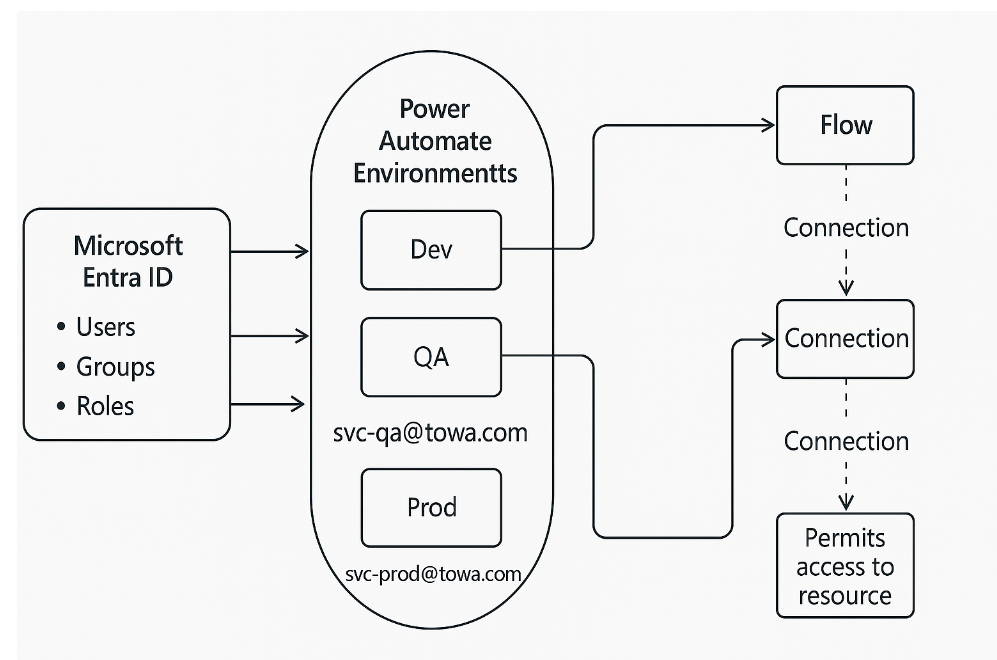 Microsoft
Entra ID
• Users
• Groups
• Roles
Power
Automate
Environmentts
Dev
QA
svc-qa@towa.com
Prod
svc-prod@towa.com
Flow
Connection
Connection
Connection
Permits
access to
resource